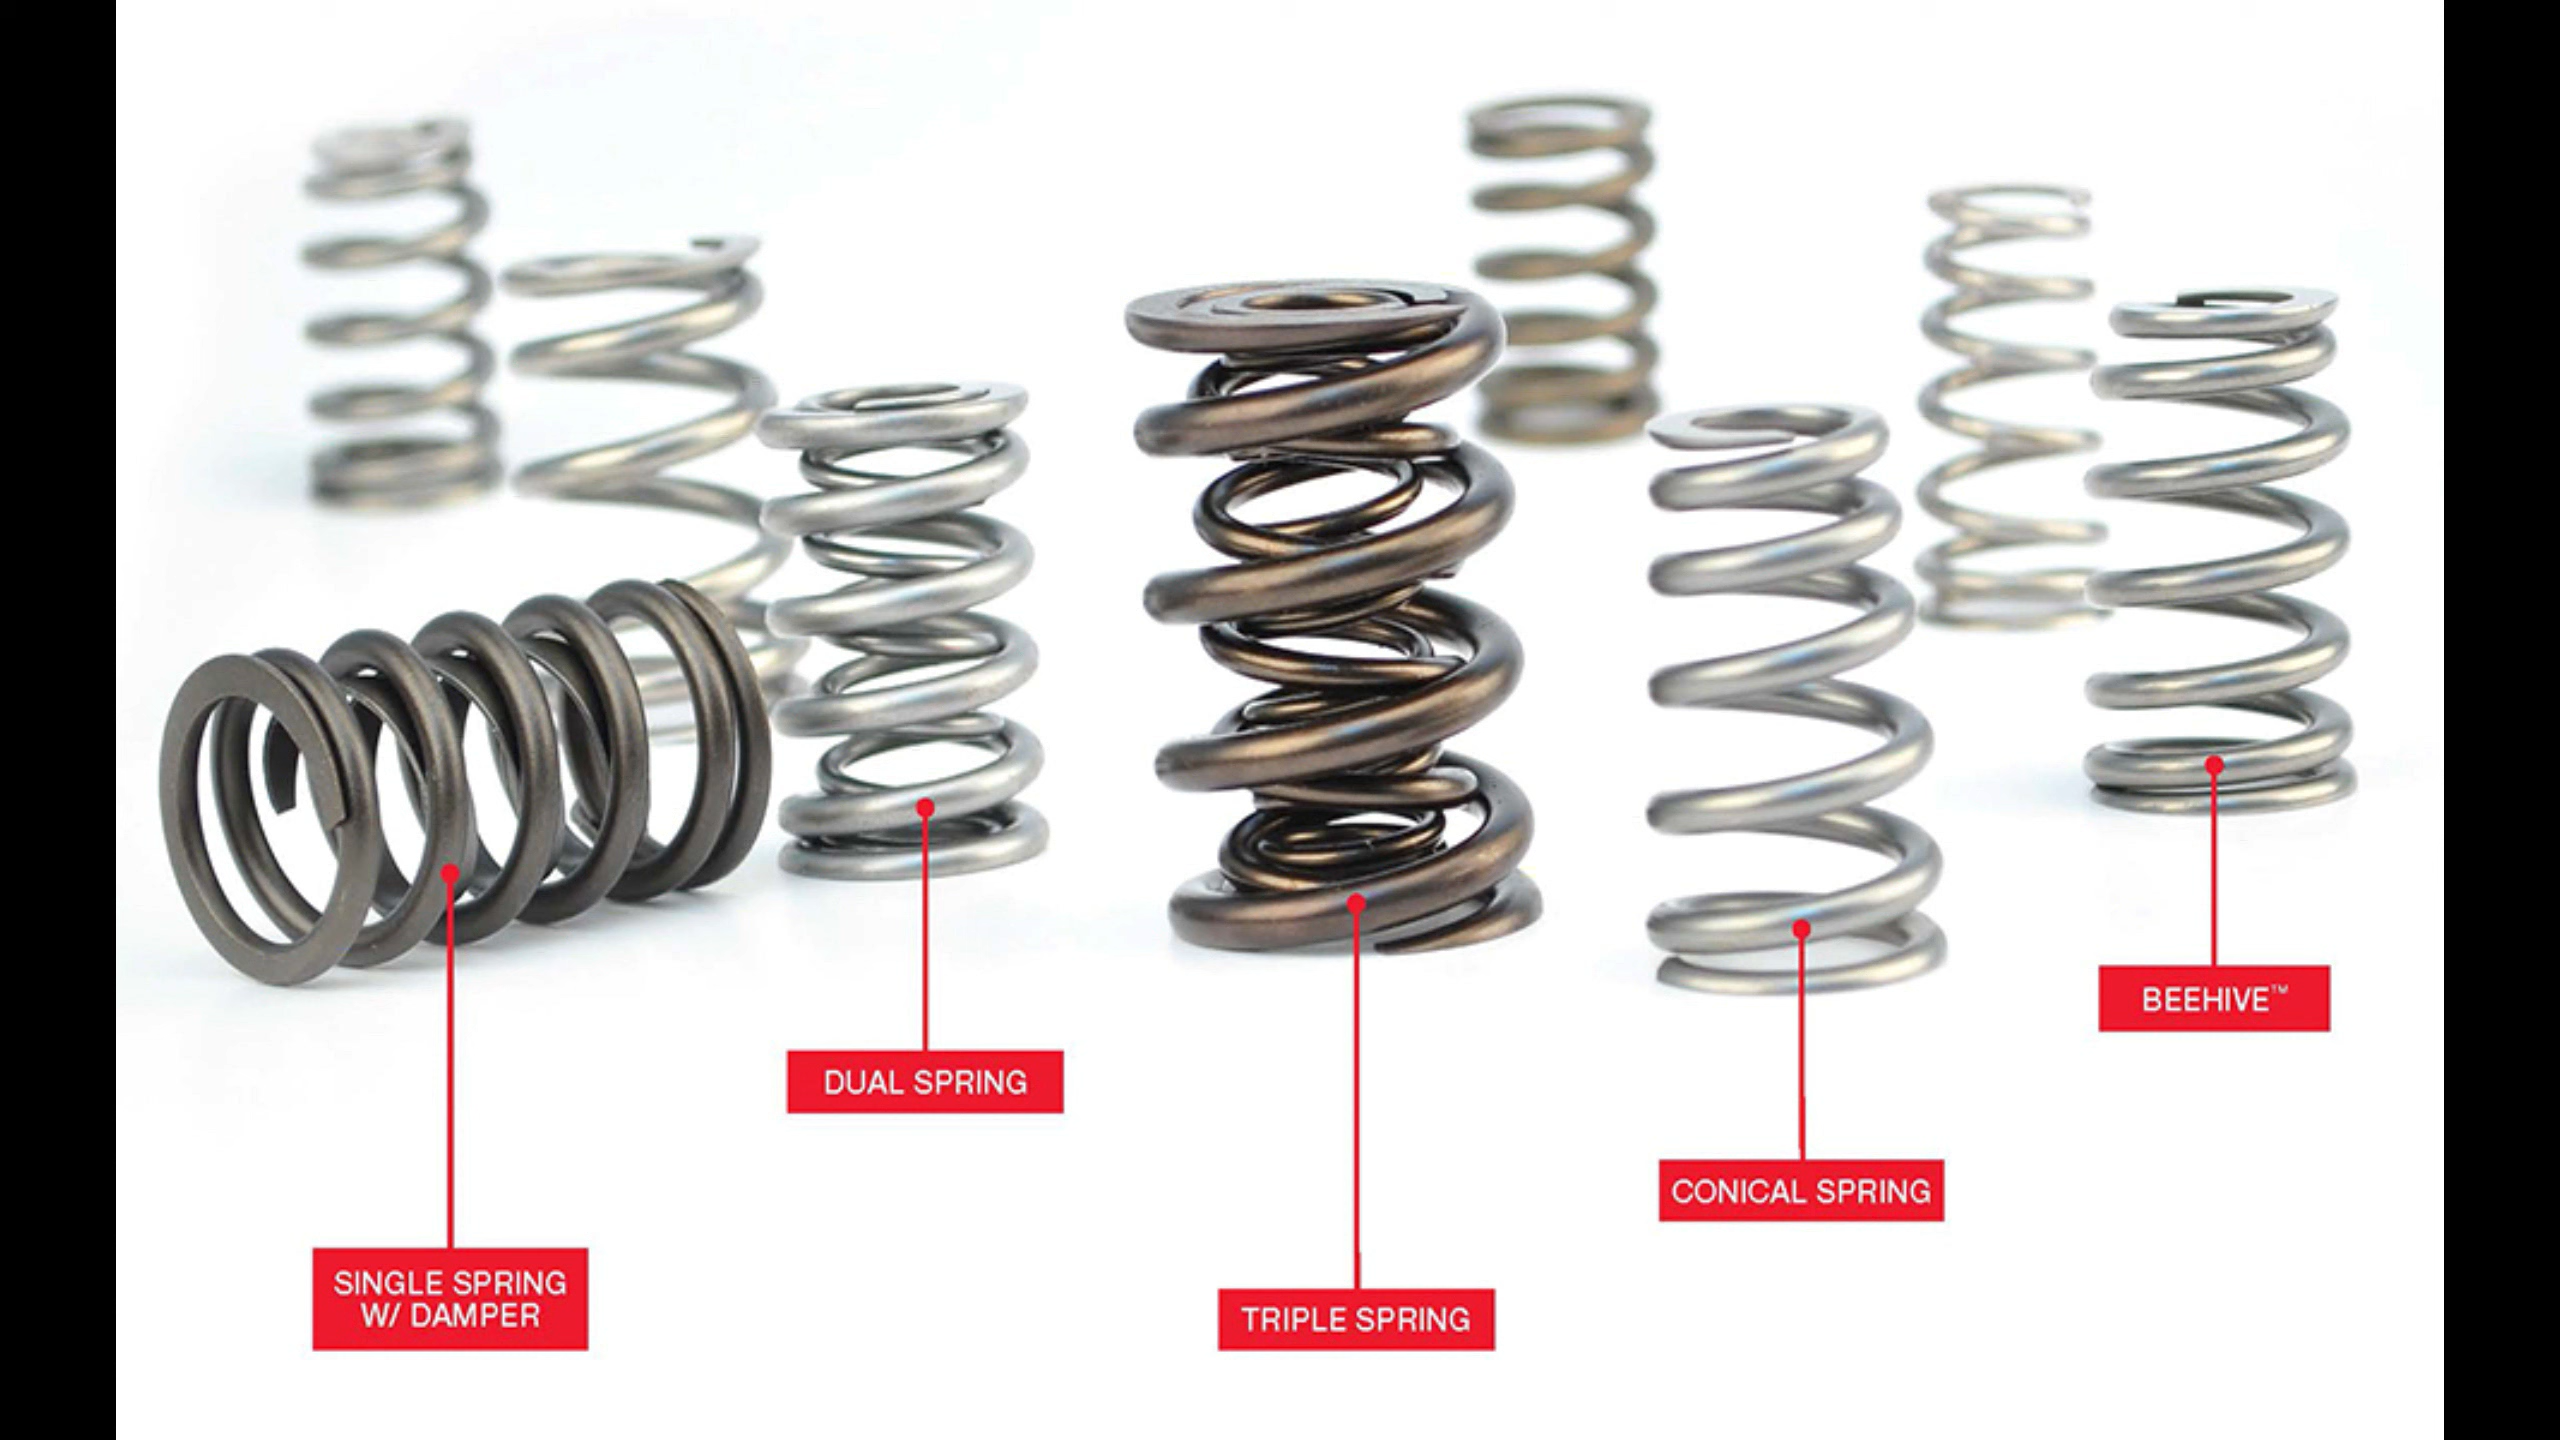 SINGLE SPRING
W/ DAMPER
DUAL SPRING
TRIPLE SPRING
CONICAL SPRING
BEEHIVE™